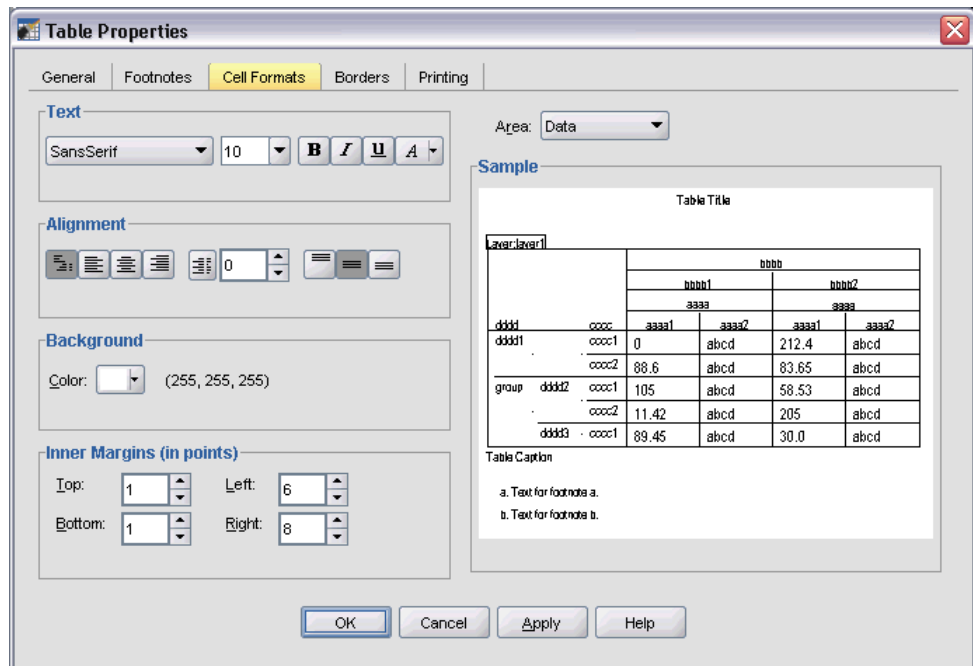 Table Properties
General Footnotes Cell Formats Borders Printing
Text
SansSerif 10 B I U A
Alignment
0
Background
Color: (255, 255, 255)
Inner Margins (in points)
Top: 1 Left: 6
Bottom: 1 Right: 8
Area: Data
Sample
Table Title
Layer:layer1
bbbb
bbbb1 bbbb2
aaaa aaaa
dddd cccc aaaa1 aaaa2 aaaa1 aaaa2
dddd1 cccc1 0 abcd 212.4 abcd
cccc2 88.6 abcd 83.65 abcd
group dddd2 cccc1 105 abcd 58.53 abcd
cccc2 11.42 abcd 205 abcd
dddd3 cccc1 89.45 abcd 30.0 abcd
Table Caption
a. Text for footnote a.
b. Text for footnote b.
OK Cancel Apply Help